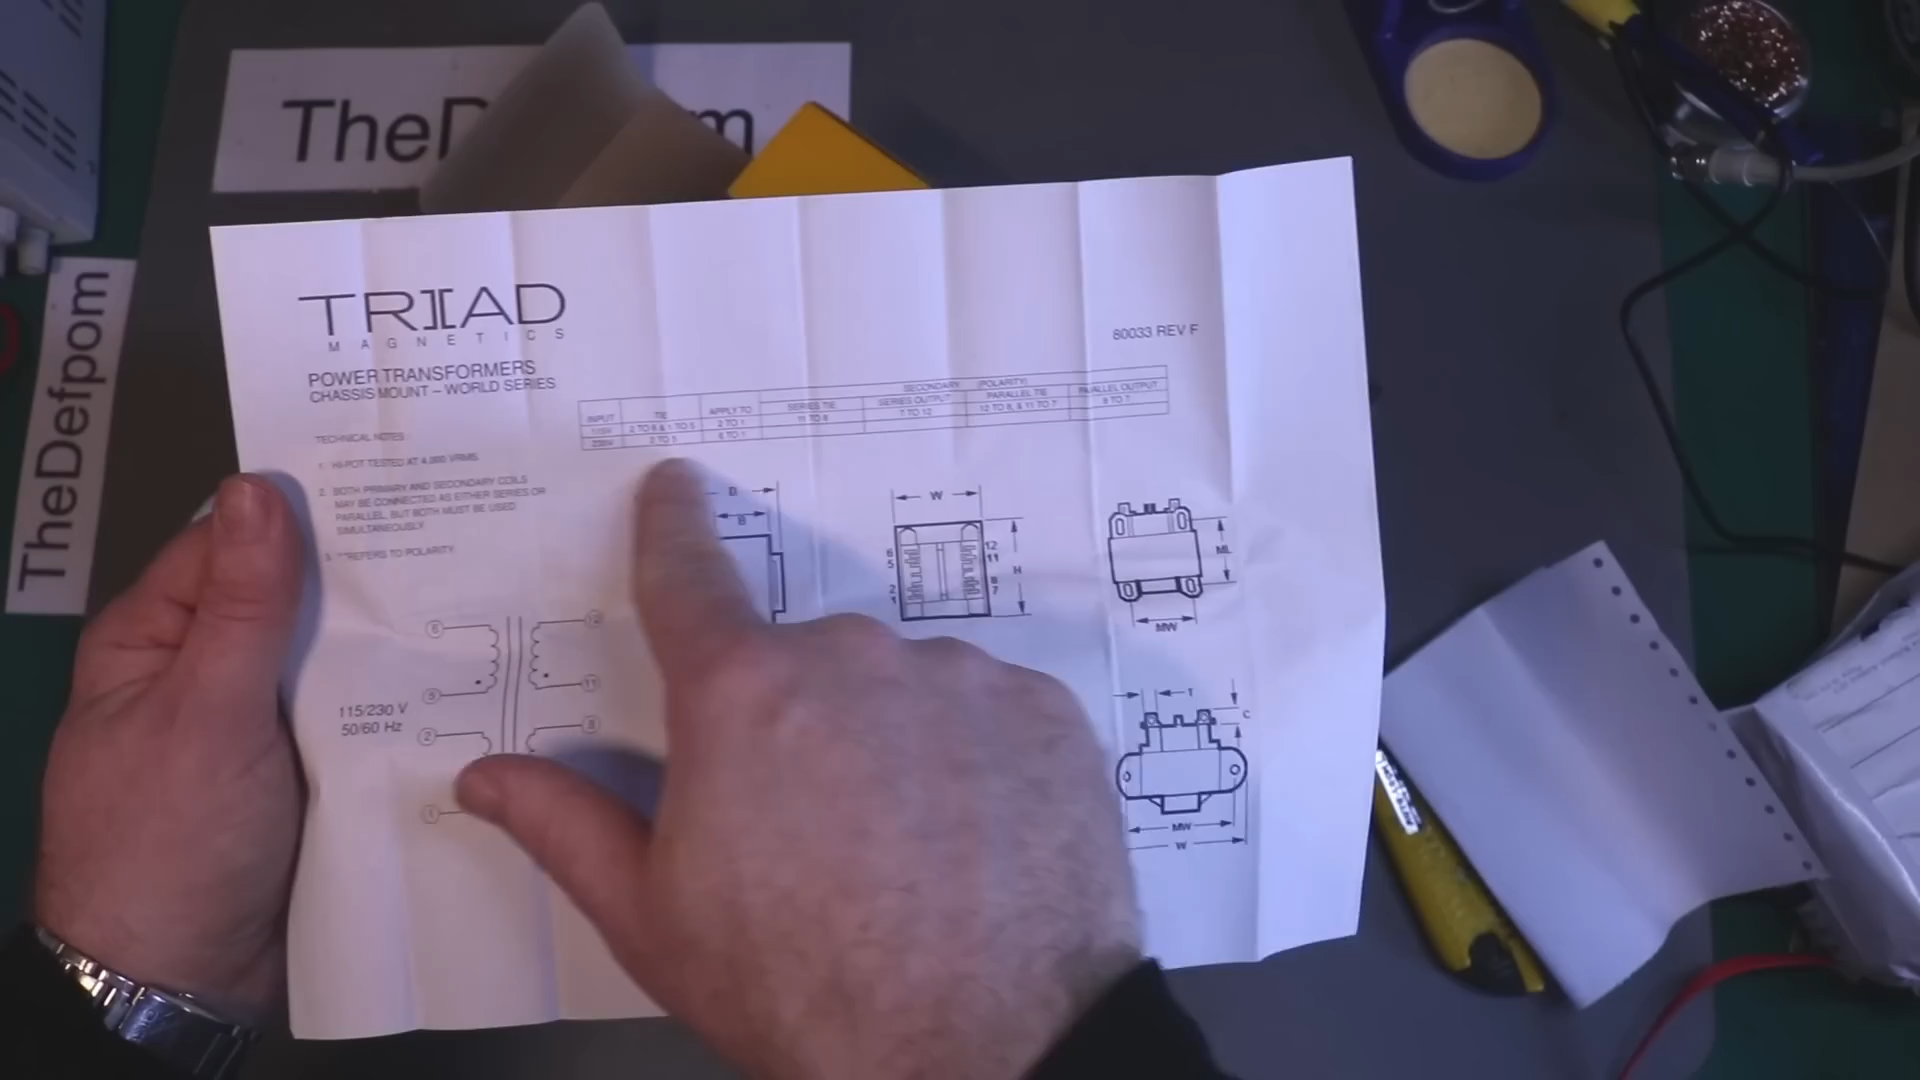 TheD m
TheDefpom
TRIAD
MAGNETICS
80033 REV F
POWER TRANSFORMERS
CHASSIS MOUNT – WORLD SERIES
SECONDARY (POLARITY)
INPUT TIE APPLY TO SERIES TIE SERIES OUTPUT PARALLEL TIE PARALLEL OUTPUT
115V 2 TO 6 & 1 TO 5 2 TO 1 11 TO 8 7 TO 12 12 TO 8, & 11 TO 7 8 TO 7
230V 2 TO 5 6 TO 1
TECHNICAL NOTES
1. HI-POT TESTED AT 4,000 VRMS.
2. BOTH PRIMARY AND SECONDARY COILS
MAY BE CONNECTED AS EITHER SERIES OR
PARALLEL, BUT BOTH MUST BE USED
SIMULTANEOUSLY.
3. "•"REFERS TO POLARITY.
D
B
W
6
5
2
1
12
11
8
7
H
ML
MW
6
12
5
11
115/230 V
50/60 Hz
2
8
1
T
C
MW
W